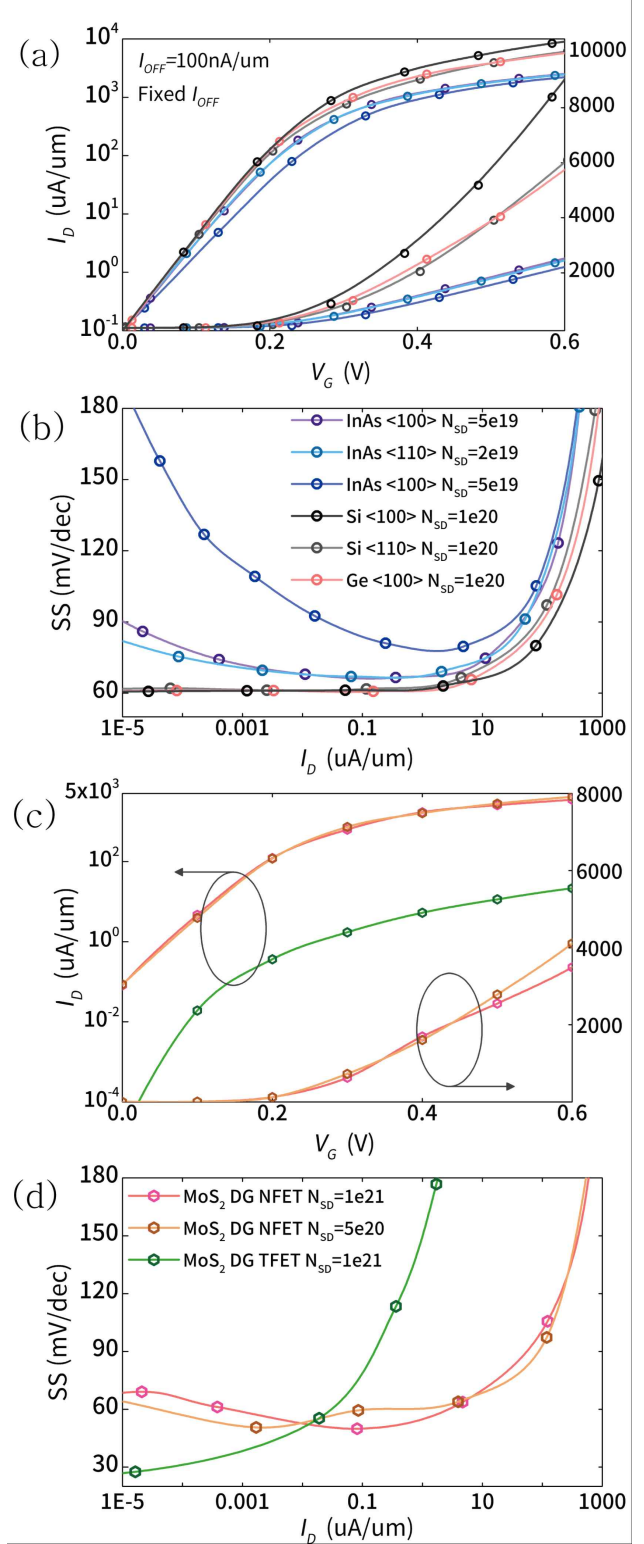 (a)
I_OFF=100nA/um
Fixed I_OFF
10^4
10^3
10^2
10^1
10^0
10^-1
I_D (uA/um)
10000
8000
6000
4000
2000
0.0 0.2 0.4 0.6
V_G (V)
(b)
180
150
120
90
60
SS (mV/dec)
InAs <100> N_SD=5e19
InAs <110> N_SD=2e19
InAs <100> N_SD=5e19
Si <100> N_SD=1e20
Si <110> N_SD=1e20
Ge <100> N_SD=1e20
1E-5 0.001 0.1 10 1000
I_D (uA/um)
(c)
5x10^3
10^2
10^0
10^-2
10^-4
I_D (uA/um)
8000
6000
4000
2000
0.0 0.2 0.4 0.6
V_G (V)
(d)
180
150
120
90
60
30
SS (mV/dec)
MoS_2 DG NFET N_SD=1e21
MoS_2 DG NFET N_SD=5e20
MoS_2 DG TFET N_SD=1e21
1E-5 0.001 0.1 10 1000
I_D (uA/um)